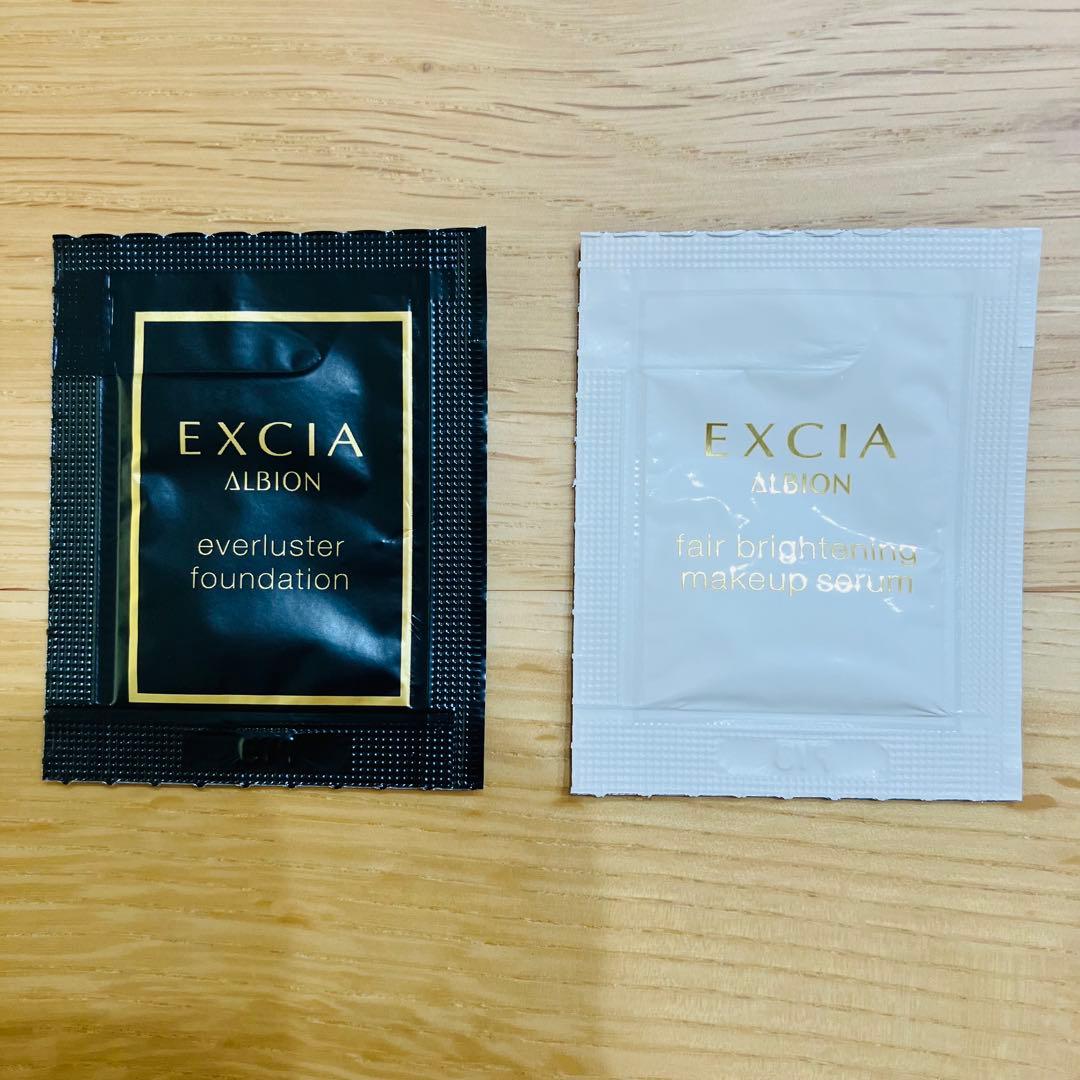 EXCIA
ALBION
everluster
foundation
EXCIA
ALBION
fair brightening
makeup serum